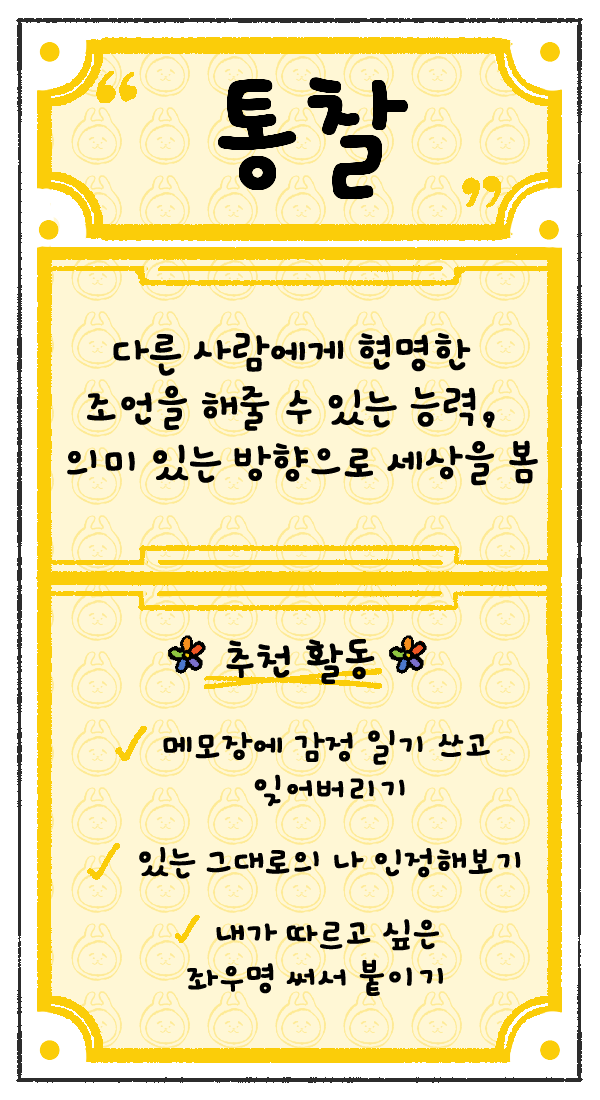 “ 통찰 ”
다른 사람에게 현명한
조언을 해줄 수 있는 능력,
의미 있는 방향으로 세상을 봄
추천 활동
메모장에 감정 일기 쓰고
잊어버리기
있는 그대로의 나 인정해보기
내가 따르고 싶은
좌우명 써서 붙이기